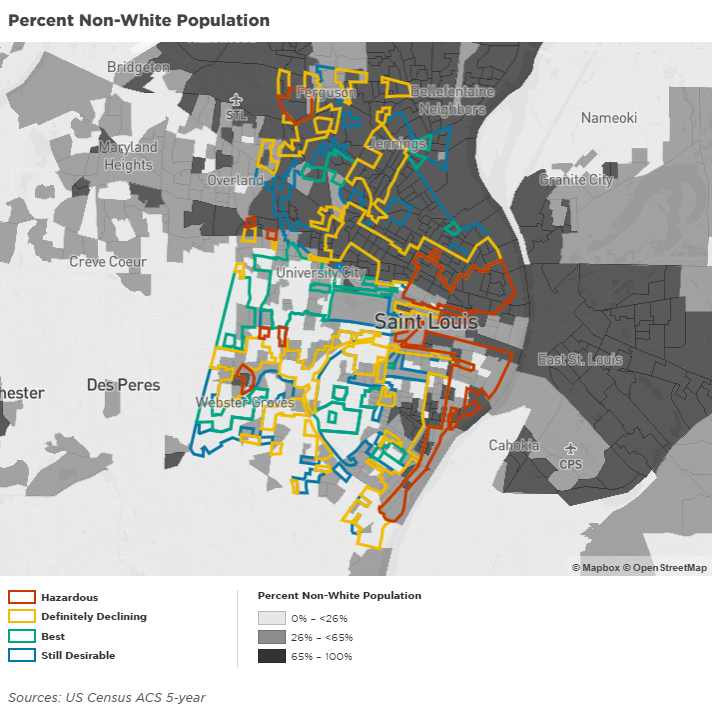 Percent Non-White Population
Bridgeton
STL
Ferguson
Bellefontaine
Neighbors
Nameoki
Maryland
Heights
Jennings
Overland
Granite City
Creve Coeur
University City
Saint Louis
East St. Louis
hester
Des Peres
Webster Groves
Cahokia
CPS
© Mapbox © OpenStreetMap
Hazardous
Definitely Declining
Best
Still Desirable
Percent Non-White Population
0% – <26%
26% – <65%
65% – 100%
Sources: US Census ACS 5-year